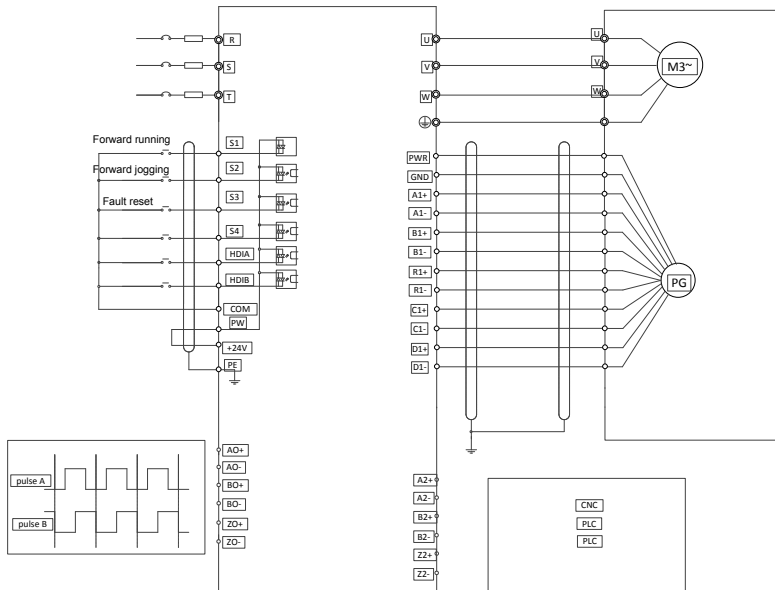 R
S
T
Forward running
Forward jogging
Fault reset
S1
S2
S3
S4
HDIA
HDIB
COM
PW
+24V
PE
U
V
W
U
V
W
M3~
PWR
GND
A1+
A1-
B1+
B1-
R1+
R1-
C1+
C1-
D1+
D1-
PG
pulse A
pulse B
AO+
AO-
BO+
BO-
ZO+
ZO-
A2+
A2-
B2+
B2-
Z2+
Z2-
CNC
PLC
PLC